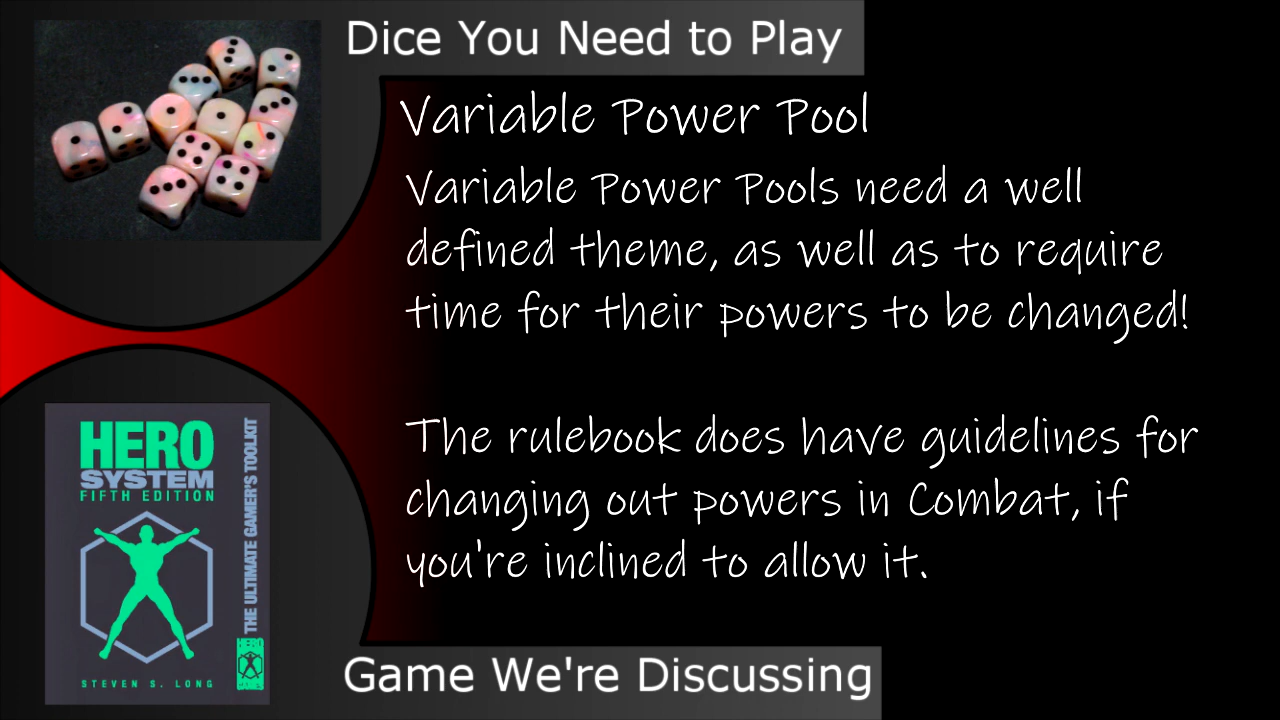 Dice You Need to Play
Variable Power Pool
Variable Power Pools need a well
defined theme, as well as to require
time for their powers to be changed!
The rulebook does have guidelines for
changing out powers in Combat, if
you're inclined to allow it.
HERO
SYSTEM
FIFTH EDITION
THE ULTIMATE GAMER'S TOOLKIT
HERO
STEVEN S. LONG
Game We're Discussing